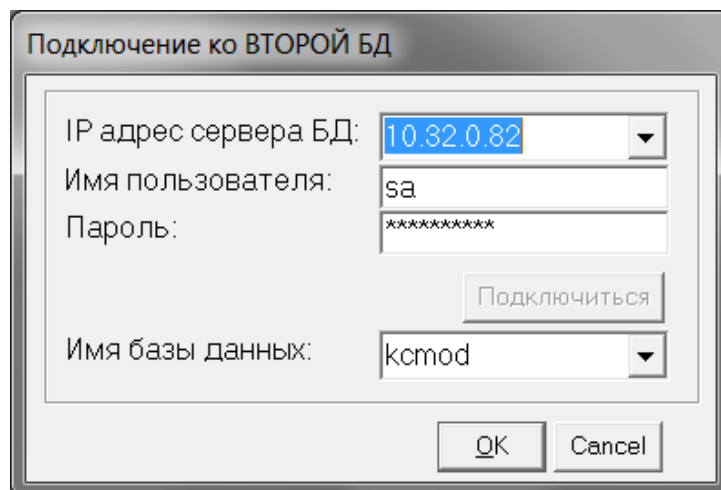 Подключение ко ВТОРОЙ БД
IP адрес сервера БД: 10.32.0.82
Имя пользователя: sa
Пароль: **********
Подключиться
Имя базы данных: kcmod
OK Cancel